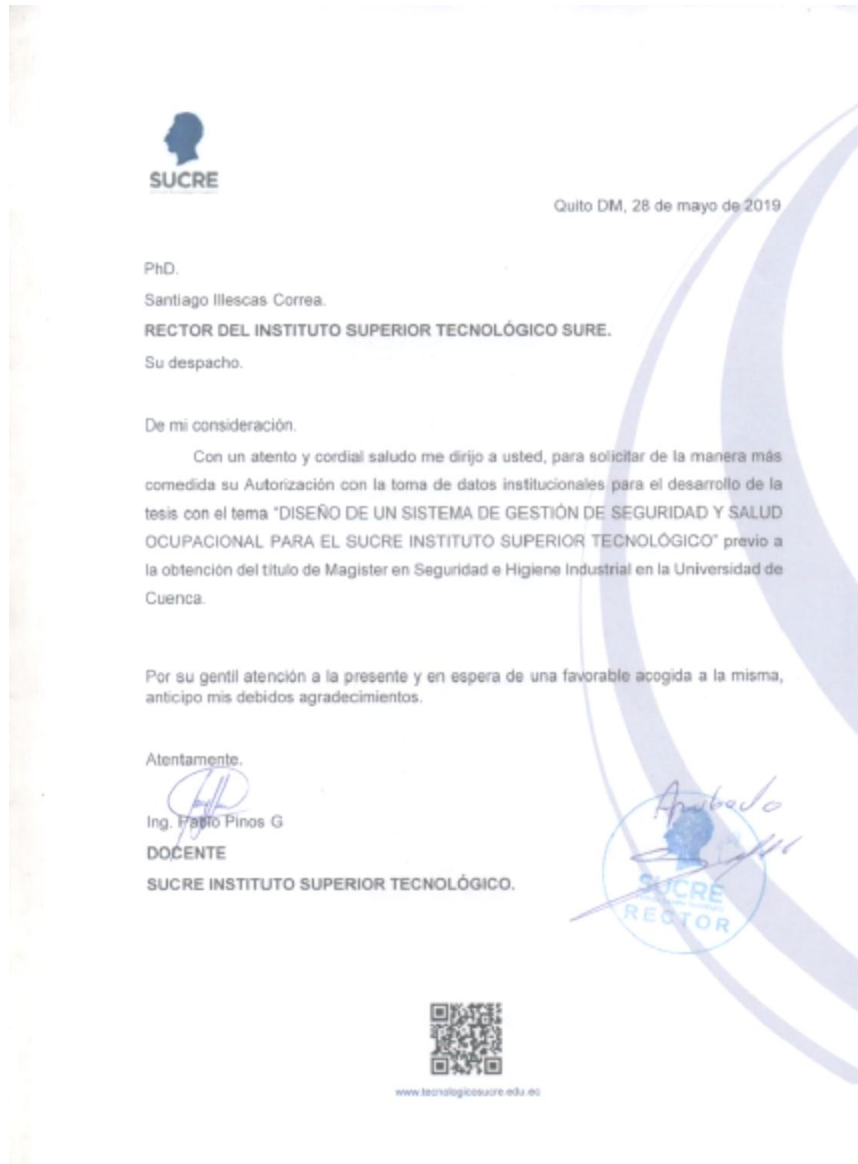 SUCRE
Quito DM, 28 de mayo de 2019
PhD.
Santiago Illescas Correa.
RECTOR DEL INSTITUTO SUPERIOR TECNOLÓGICO SURE.
Su despacho.
De mi consideración.
Con un atento y cordial saludo me dirijo a usted, para solicitar de la manera más
comedida su Autorización con la toma de datos institucionales para el desarrollo de la
tesis con el tema “DISEÑO DE UN SISTEMA DE GESTIÓN DE SEGURIDAD Y SALUD
OCUPACIONAL PARA EL SUCRE INSTITUTO SUPERIOR TECNOLÓGICO” previo a
la obtención del título de Magister en Seguridad e Higiene Industrial en la Universidad de
Cuenca.
Por su gentil atención a la presente y en espera de una favorable acogida a la misma,
anticipo mis debidos agradecimientos.
Atentamente.
Ing. Pablo Pinos G
DOCENTE
SUCRE INSTITUTO SUPERIOR TECNOLÓGICO.
Aprobado
SUCRE
RECTOR
www.tecnologicosucre.edu.ec